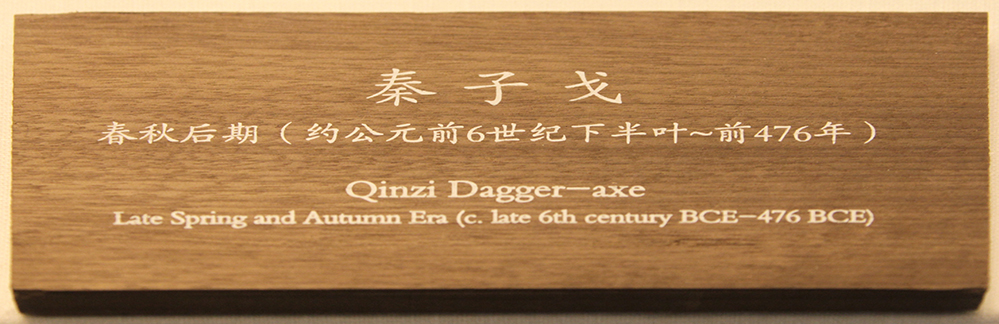 秦子戈
春秋后期（约公元前6世纪下半叶~前476年）
Qinzi Dagger-axe
Late Spring and Autumn Era (c. late 6th century BCE-476 BCE)